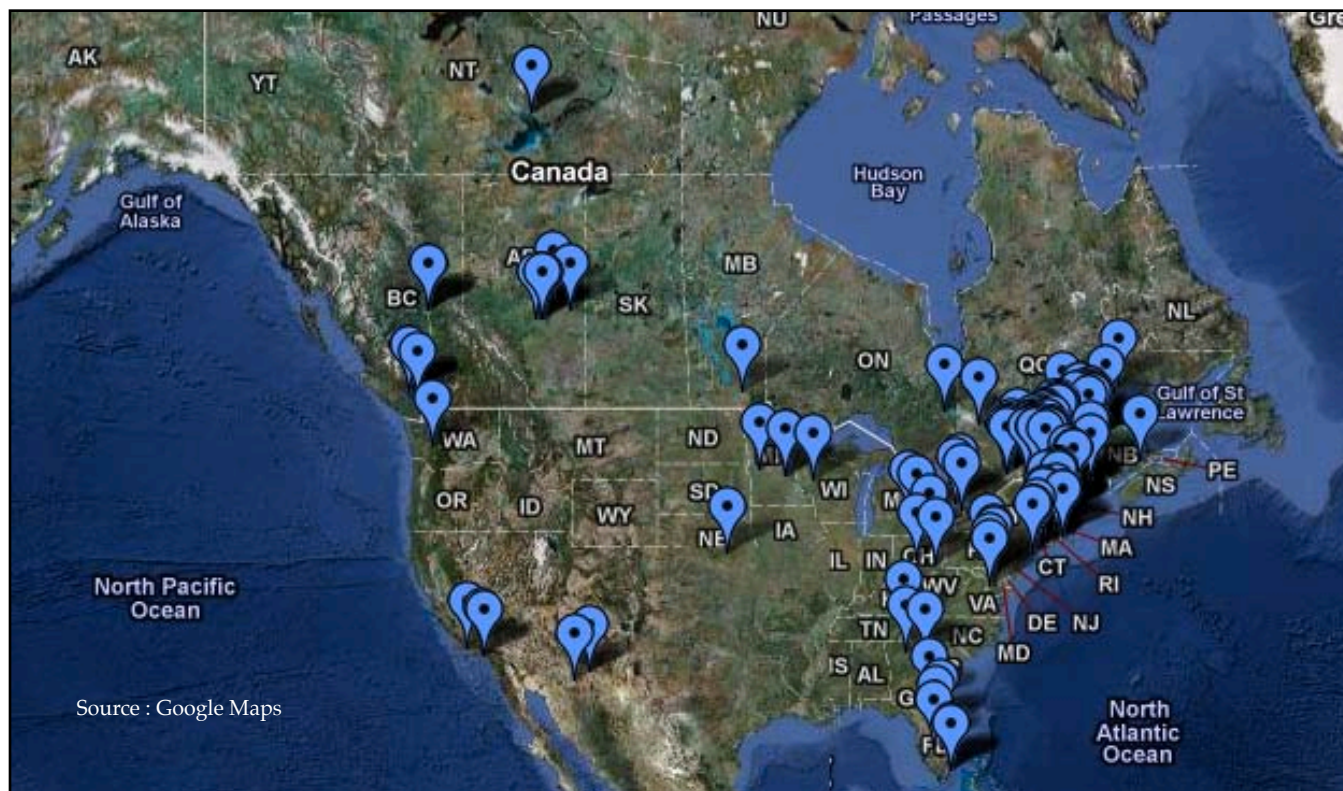 NU
Passages
AK
YT
NT
Canada
Hudson
Bay
Gulf of
Alaska
MB
BC
SK
NL
ON
Gulf of St
Lawrence
WA
MT
ND
NB
PE
NS
OR
ID
SD
WI
WY
NE
IA
NH
MA
IL
IN
OH
CT
RI
WV
VA
North Pacific
Ocean
DE
NJ
TN
NC
MD
AL
Source : Google Maps
North
Atlantic
Ocean